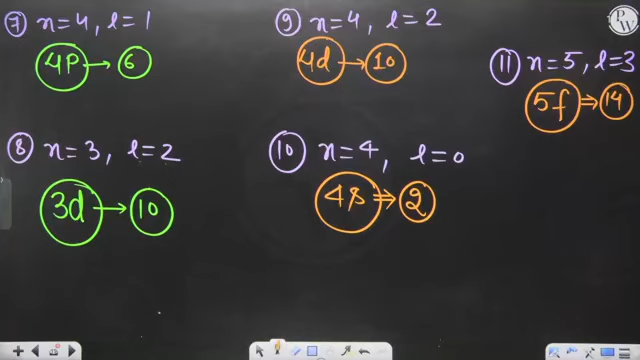 ⑦ n=4, l=1
4p → 6
⑧ n=3, l=2
3d → 10
⑨ n=4, l=2
4d → 10
⑩ n=4, l=0
4s ⇒ 2
⑪ n=5, l=3
5f ⇒ 14
PW